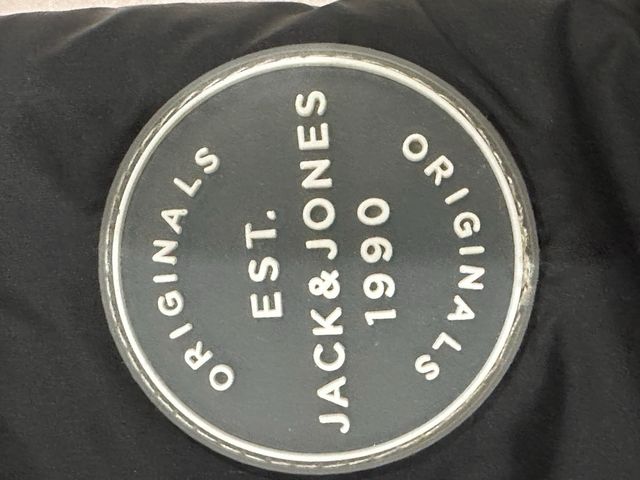 ORIGINALS
EST.
JACK&JONES
1990
ORIGINALS